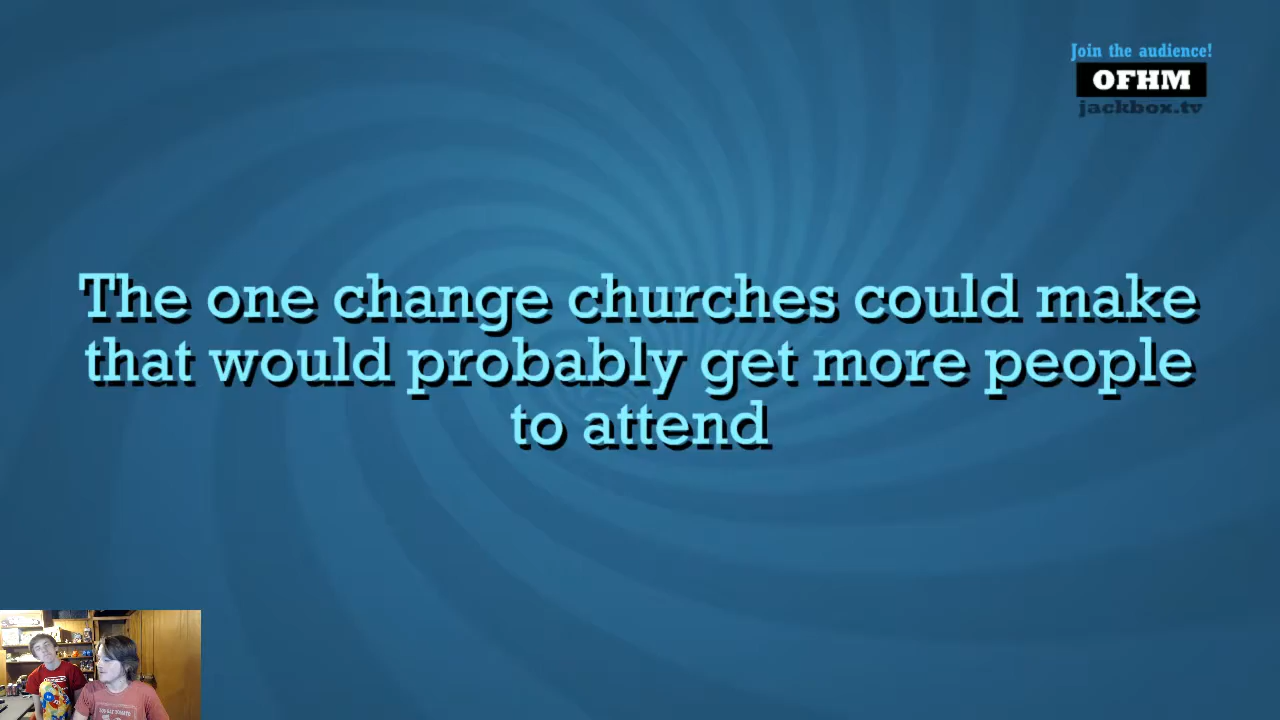 Join the audience!
OFHM
jackbox.tv
The one change churches could make
that would probably get more people
to attend